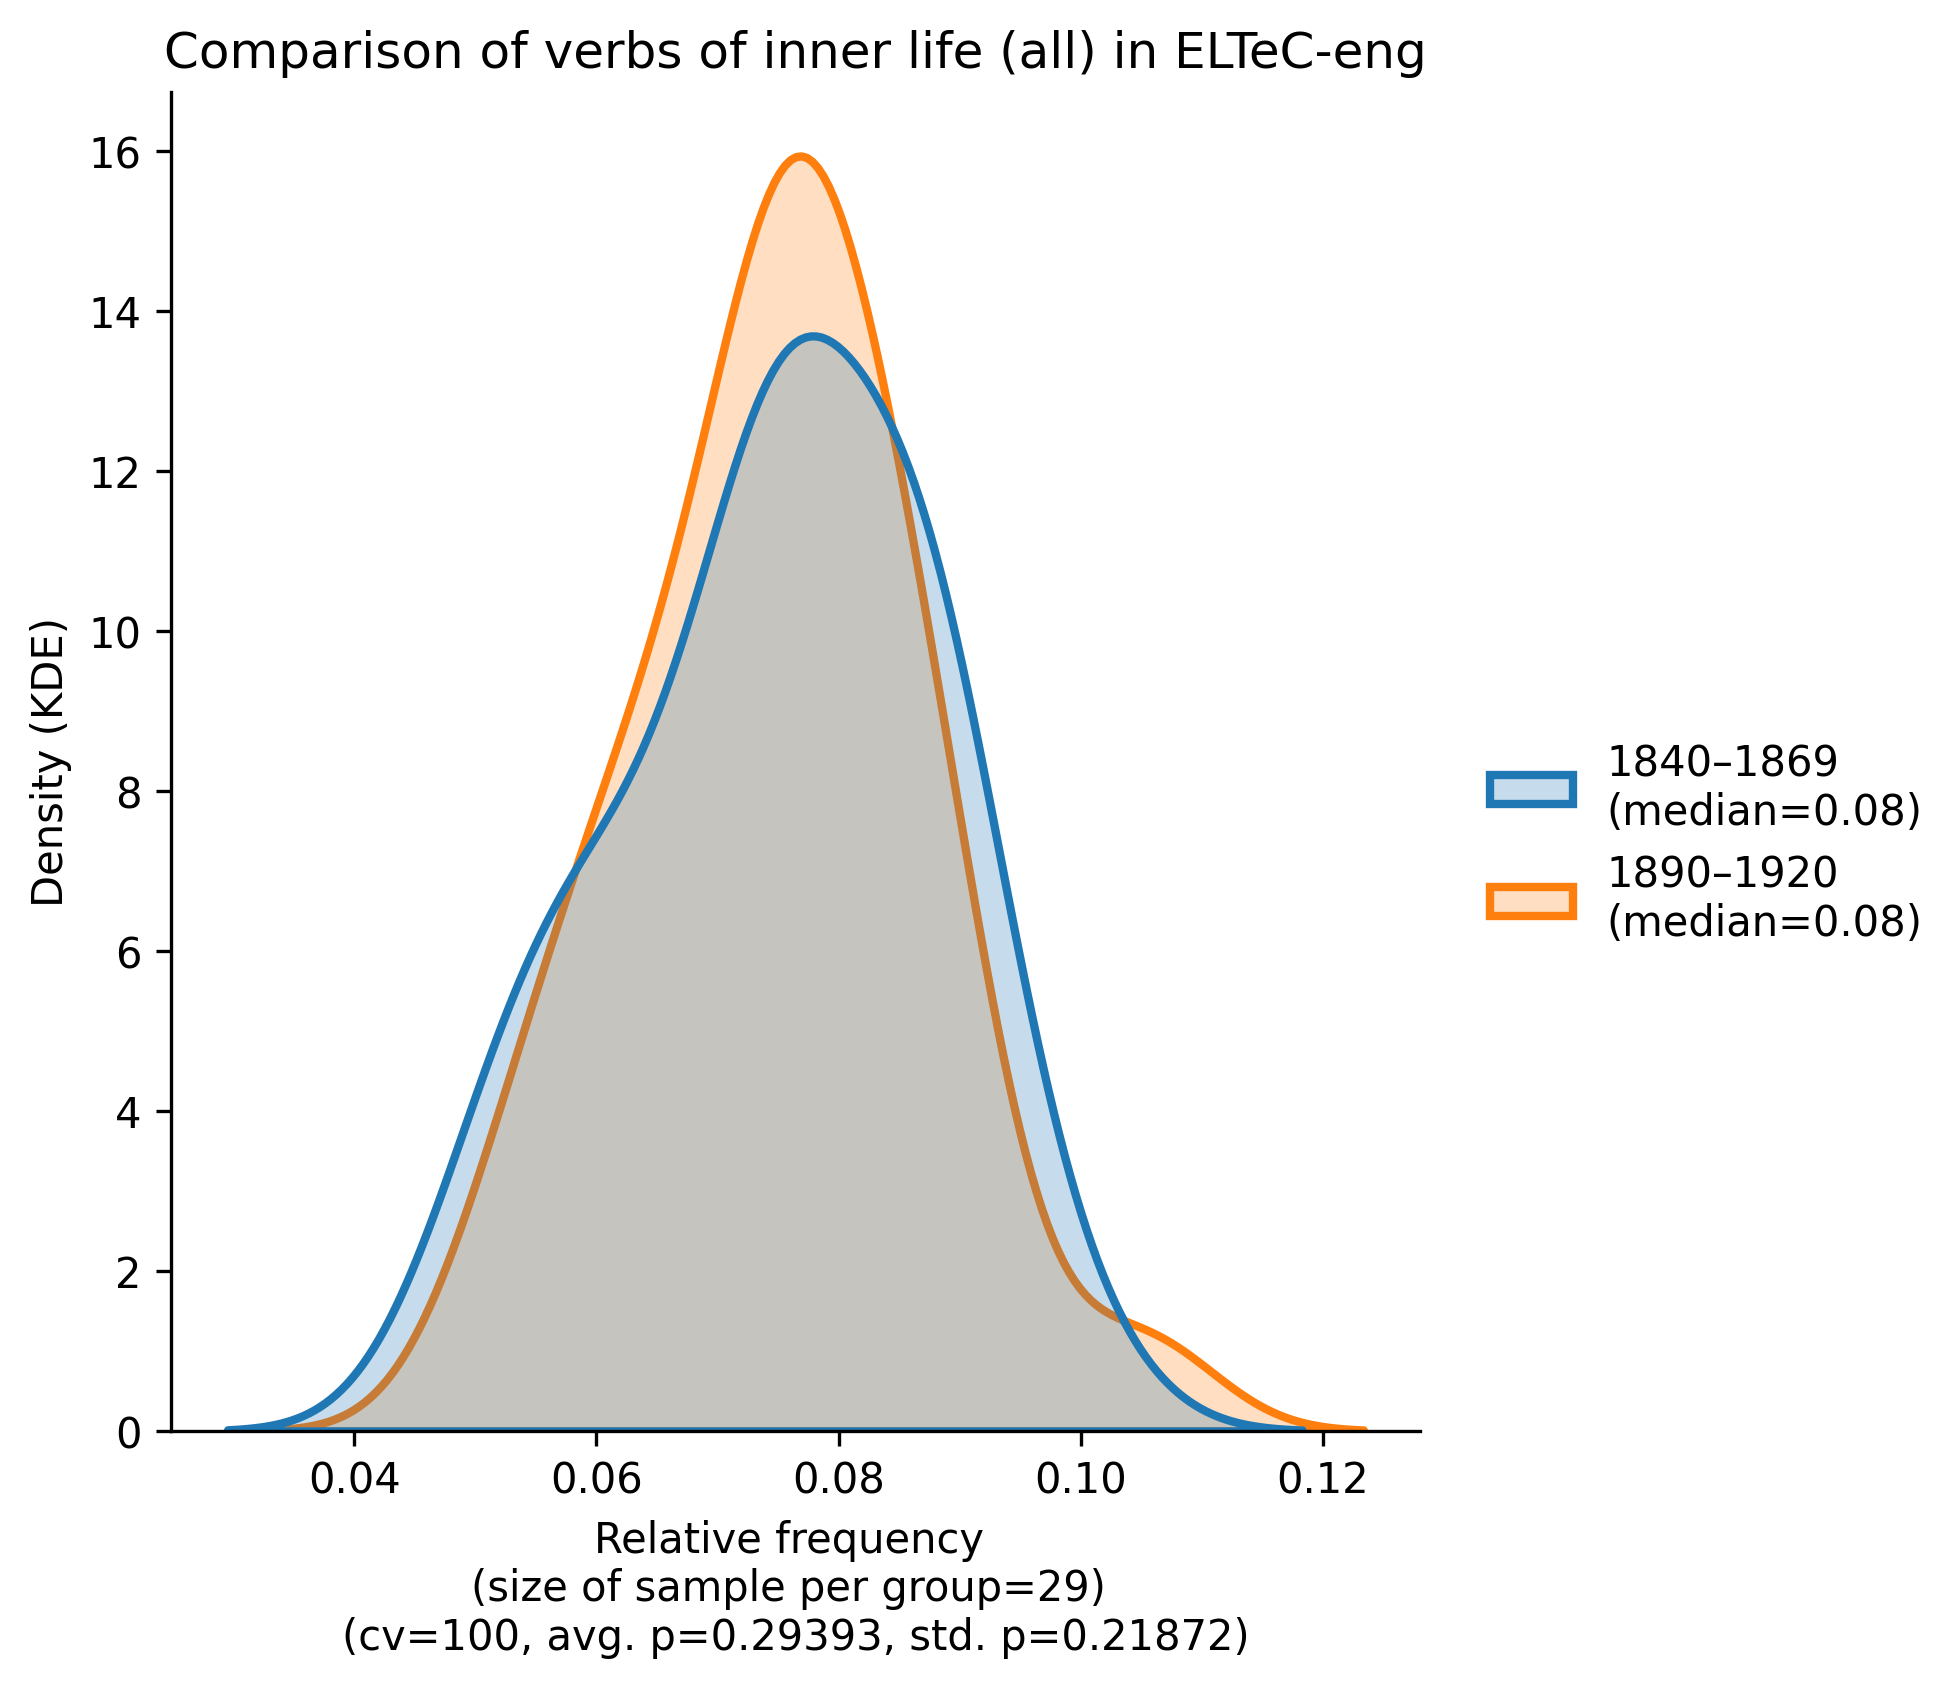 Comparison of verbs of inner life (all) in ELTeC-eng
16
14
12
10
8
6
4
2
0
Density (KDE)
0.04
0.06
0.08
0.10
0.12
Relative frequency
(size of sample per group=29)
(cv=100, avg. p=0.29393, std. p=0.21872)
1840–1869
(median=0.08)
1890–1920
(median=0.08)